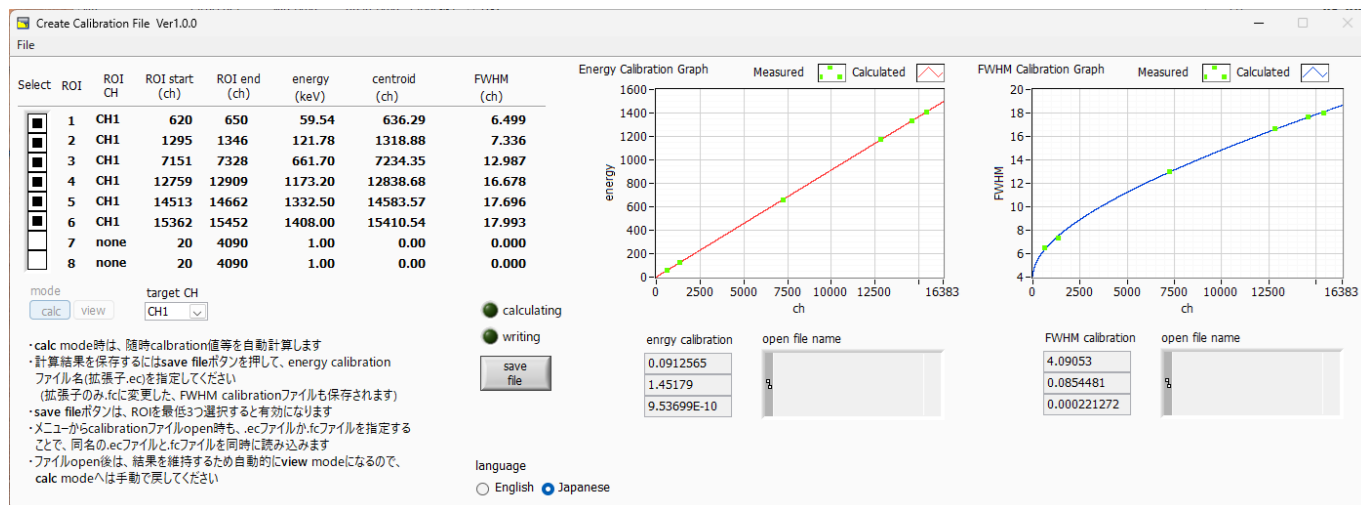 Create Calibration File Ver1.0.0
File
Select ROI ROI CH ROI start (ch) ROI end (ch) energy (keV) centroid (ch) FWHM (ch)
1 CH1 620 650 59.54 636.29 6.499
2 CH1 1295 1346 121.78 1318.88 7.336
3 CH1 7151 7328 661.70 7234.35 12.987
4 CH1 12759 12909 1173.20 12838.68 16.678
5 CH1 14513 14662 1332.50 14583.57 17.696
6 CH1 15362 15452 1408.00 15410.54 17.993
7 none 20 4090 1.00 0.00 0.000
8 none 20 4090 1.00 0.00 0.000
mode
calc view
target CH
CH1
calculating
writing
save
file
・calc mode時は、随時calbration値等を自動計算します
・計算結果を保存するにはsave fileボタンを押して、energy calibration
ファイル名(拡張子.ec)を指定してください
(拡張子のみ.fcに変更した、FWHM calibrationファイルも保存されます)
・save fileボタンは、ROIを最低3つ選択すると有効になります
・メニューからcalibrationファイルopen時も、.ecファイルか.fcファイルを指定する
ことで、同名の.ecファイルと.fcファイルを同時に読み込みます
・ファイルopen後は、結果を維持するため自動的にview modeになるので、
calc modeへは手動で戻してください
language
English Japanese
Energy Calibration Graph Measured Calculated
1600
1400
1200
1000
800
600
400
200
0
energy
0 2500 5000 7500 10000 12500 16383
ch
enrgy calibration
0.0912565
1.45179
9.53699E-10
open file name
FWHM Calibration Graph Measured Calculated
20
18
16
14
12
10
8
6
4
FWHM
0 2500 5000 7500 10000 12500 16383
ch
FWHM calibration
4.09053
0.0854481
0.000221272
open file name